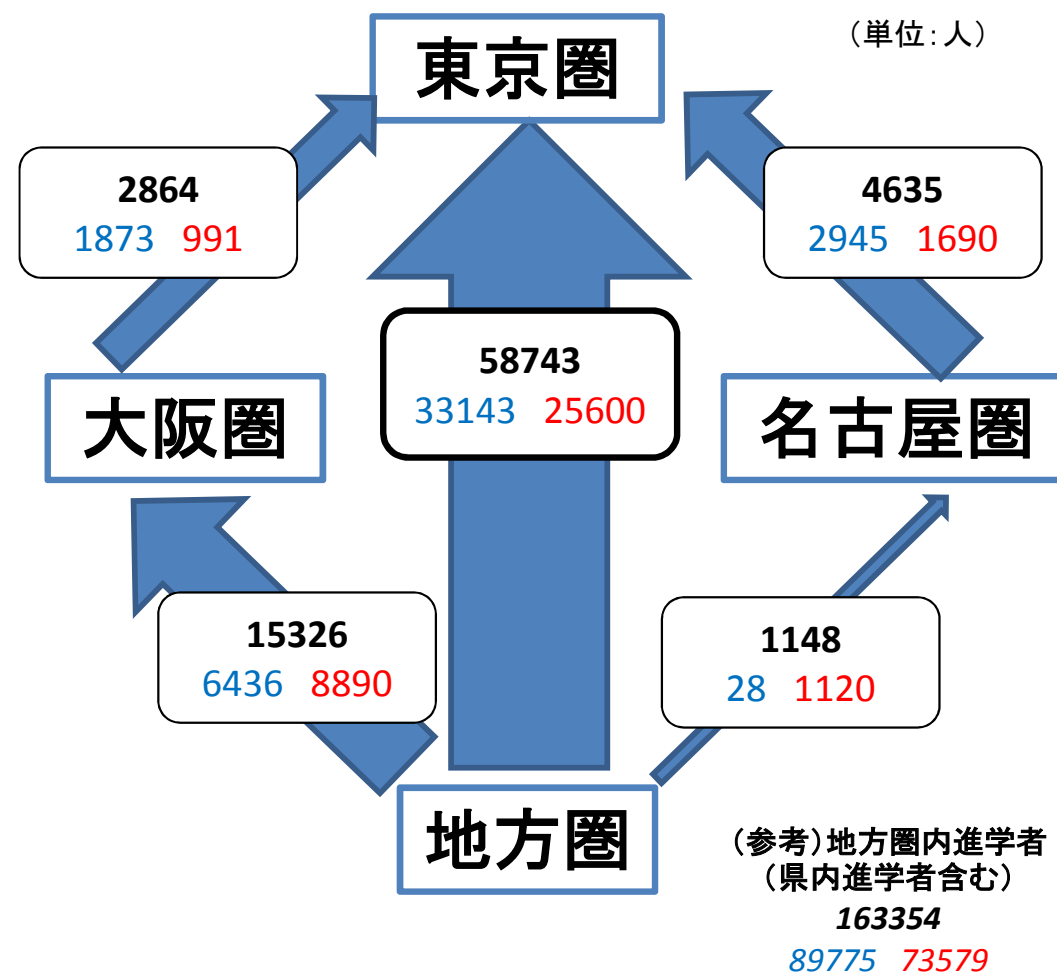 （単位：人）
東京圏
2864
1873 991
4635
2945 1690
58743
33143 25600
大阪圏
名古屋圏
15326
6436 8890
1148
28 1120
地方圏
（参考）地方圏内進学者
（県内進学者含む）
163354
89775 73579